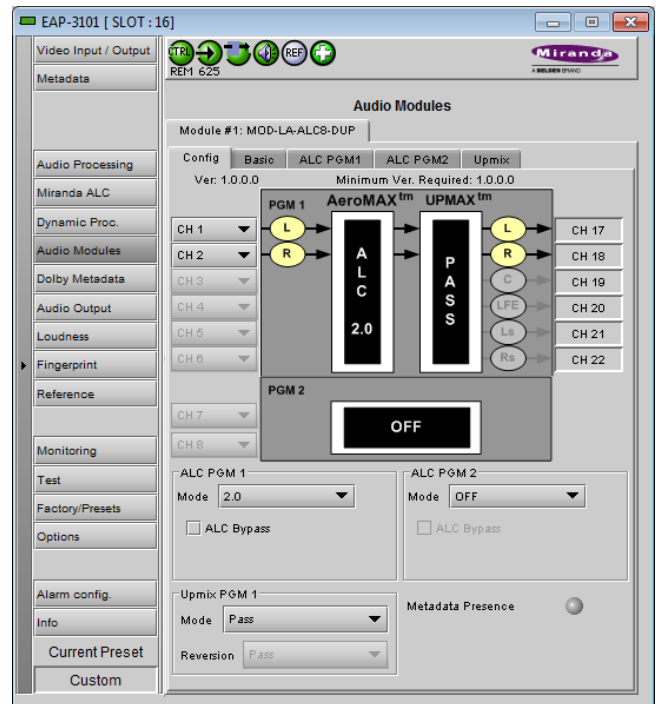 EAP-3101 [ SLOT : 16]
Video Input / Output
Metadata
Audio Processing
Miranda ALC
Dynamic Proc.
Audio Modules
Dolby Metadata
Audio Output
Loudness
Fingerprint
Reference
Monitoring
Test
Factory/Presets
Options
Alarm config.
Info
Current Preset
Custom
CTRL REF
REM 625
Miranda
A BELDEN BRAND
Audio Modules
Module #1: MOD-LA-ALC8-DUP
Config Basic ALC PGM1 ALC PGM2 Upmix
Ver: 1.0.0.0 Minimum Ver. Required: 1.0.0.0
PGM 1 AeroMAX tm UPMAX tm
CH 1 L L CH 17
CH 2 R R CH 18
CH 3 C CH 19
CH 4 LFE CH 20
CH 5 Ls CH 21
CH 6 Rs CH 22
ALC
2.0
PASS
PGM 2
CH 7
CH 8
OFF
ALC PGM 1
Mode 2.0
ALC Bypass
ALC PGM 2
Mode OFF
ALC Bypass
Upmix PGM 1
Mode Pass
Reversion Pass
Metadata Presence